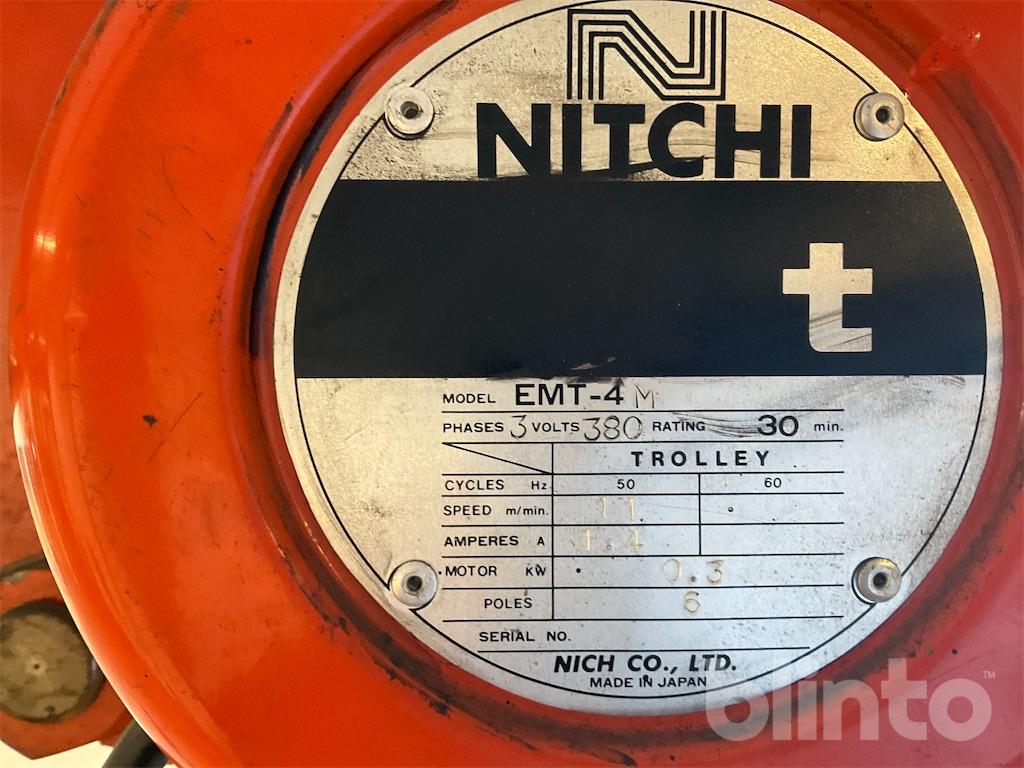 N
NITCHI
t
MODEL EMT-4 M
PHASES 3 VOLTS 380 RATING 30 min.
TROLLEY
CYCLES Hz 50 60
SPEED m/min. 11
AMPERES A 1.4
MOTOR KW 0.3
POLES 6
SERIAL NO.
NICH CO., LTD.
MADE IN JAPAN
blinto™